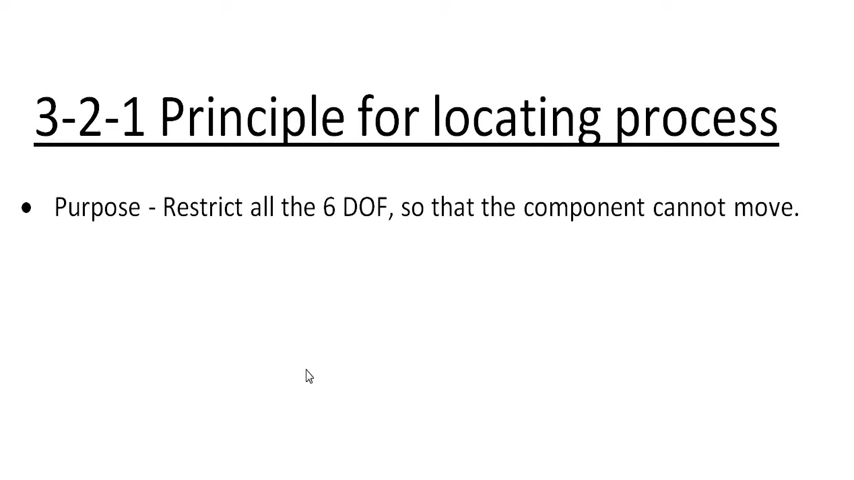 3-2-1 Principle for locating process
• Purpose - Restrict all the 6 DOF, so that the component cannot move.